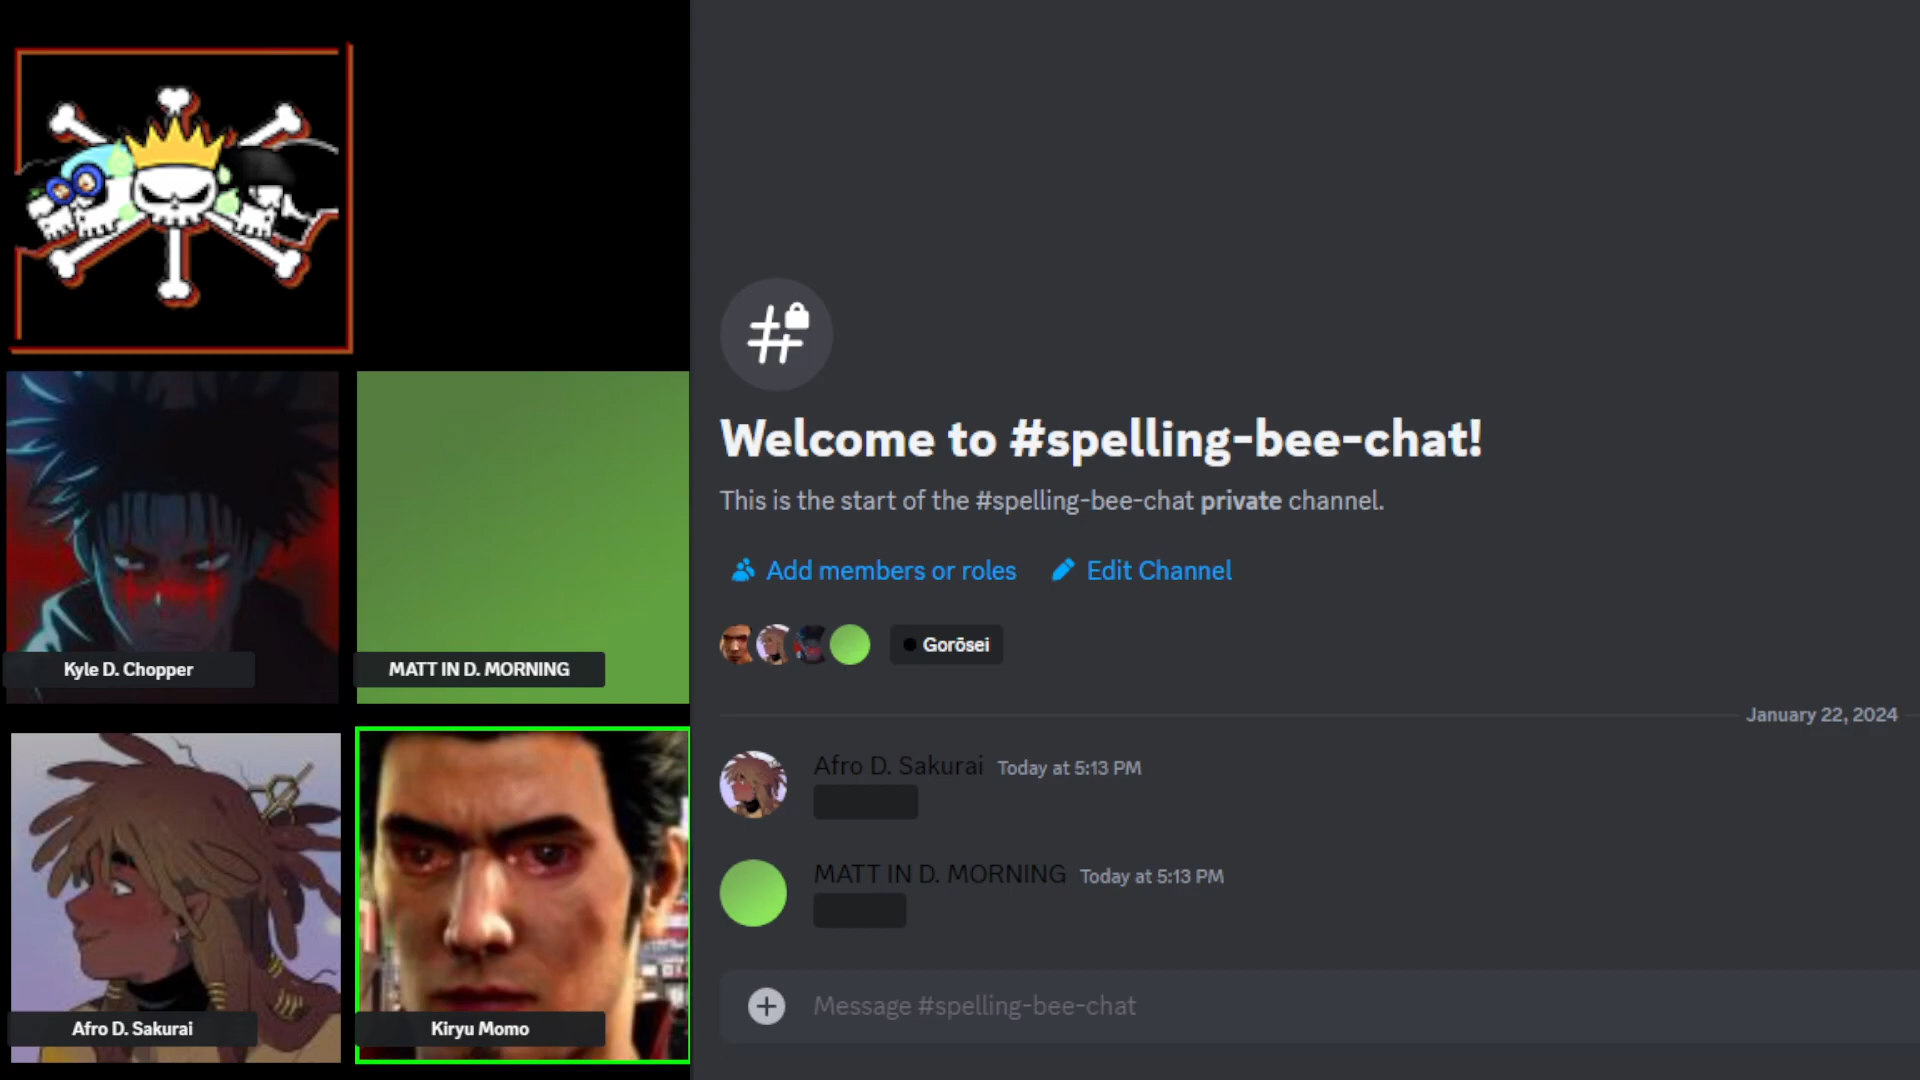 Kyle D. Chopper
MATT IN D. MORNING
Afro D. Sakurai
Kiryu Momo
Welcome to #spelling-bee-chat!
This is the start of the #spelling-bee-chat private channel.
Add members or roles
Edit Channel
Gorōsei
January 22, 2024
Afro D. Sakurai Today at 5:13 PM
MATT IN D. MORNING Today at 5:13 PM
Message #spelling-bee-chat